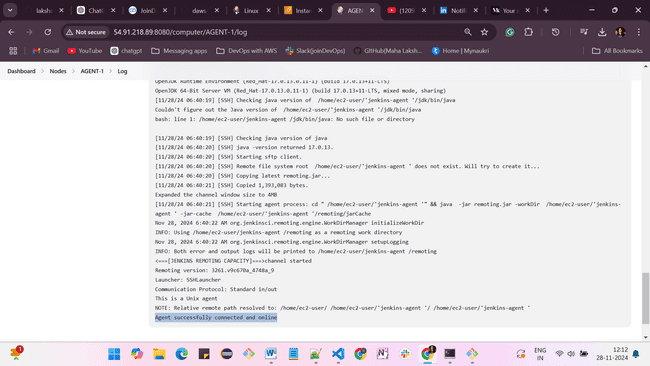 laksh
ChatG
JoinD
daws
Linux
Instan
AGEN
(1209
NotiB
Your
Not secure
54.91.218.89:8080/computer/AGENT-1/log
Gmail
YouTube
chatgpt
Messaging apps
DevOps with AWS
Slack(joinDevOps)
GitHub(Maha Laksh...
Home | Mynaukri
All Bookmarks
Dashboard > Nodes > AGENT-1 > Log
OpenJDK Runtime Environment (Red_Hat-17.0.13.0.11-1) (build 17.0.13+11-LTS)
OpenJDK 64-Bit Server VM (Red_Hat-17.0.13.0.11-1) (build 17.0.13+11-LTS, mixed mode, sharing)
[11/28/24 06:40:19] [SSH] Checking java version of  /home/ec2-user/'jenkins-agent '/jdk/bin/java
Couldn't figure out the Java version of  /home/ec2-user/'jenkins-agent '/jdk/bin/java
bash: line 1: /home/ec2-user/jenkins-agent /jdk/bin/java: No such file or directory
[11/28/24 06:40:19] [SSH] Checking java version of java
[11/28/24 06:40:20] [SSH] java -version returned 17.0.13.
[11/28/24 06:40:20] [SSH] Starting sftp client.
[11/28/24 06:40:20] [SSH] Remote file system root  /home/ec2-user/'jenkins-agent ' does not exist. Will try to create it...
[11/28/24 06:40:20] [SSH] Copying latest remoting.jar...
[11/28/24 06:40:21] [SSH] Copied 1,393,083 bytes.
Expanded the channel window size to 4MB
[11/28/24 06:40:21] [SSH] Starting agent process: cd " /home/ec2-user/'jenkins-agent '" && java  -jar remoting.jar -workDir  /home/ec2-user/'jenkins-
agent ' -jar-cache  /home/ec2-user/'jenkins-agent '/remoting/jarCache
Nov 28, 2024 6:40:22 AM org.jenkinsci.remoting.engine.WorkDirManager initializeWorkDir
INFO: Using /home/ec2-user/jenkins-agent /remoting as a remoting work directory
Nov 28, 2024 6:40:22 AM org.jenkinsci.remoting.engine.WorkDirManager setupLogging
INFO: Both error and output logs will be printed to /home/ec2-user/jenkins-agent /remoting
<===[JENKINS REMOTING CAPACITY]===>channel started
Remoting version: 3261.v9c670a_4748a_9
Launcher: SSHLauncher
Communication Protocol: Standard in/out
This is a Unix agent
NOTE: Relative remote path resolved to: /home/ec2-user/ /home/ec2-user/'jenkins-agent '/ /home/ec2-user/'jenkins-agent '
Agent successfully connected and online
ENG
IN
12:12
28-11-2024